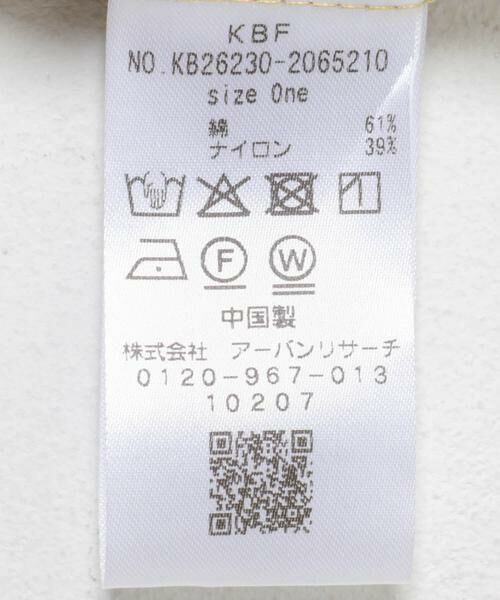 KBF
NO.KB26230-2065210
size One
綿 61%
ナイロン 39%
F W
中国製
株式会社 アーバンリサーチ
0120-967-013
10207